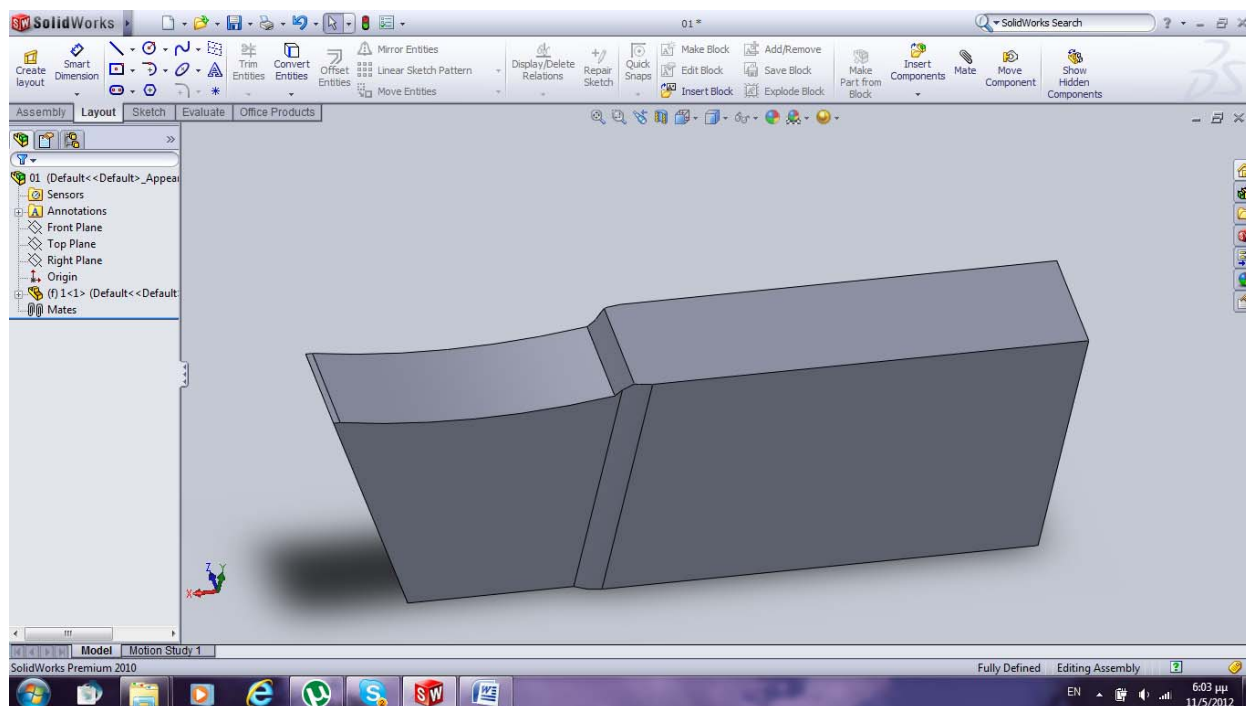 SolidWorks
01 *
SolidWorks Search
Create layout
Smart Dimension
Trim Entities
Convert Entities
Offset Entities
Mirror Entities
Linear Sketch Pattern
Move Entities
Display/Delete Relations
Repair Sketch
Quick Snaps
Make Block
Edit Block
Insert Block
Add/Remove
Save Block
Explode Block
Make Part from Block
Insert Components
Mate
Move Component
Show Hidden Components
Assembly Layout Sketch Evaluate Office Products
01 (Default<<Default>_Appear
Sensors
Annotations
Front Plane
Top Plane
Right Plane
Origin
(f) 1<1> (Default<<Default
Mates
Z Y
X
Model Motion Study 1
SolidWorks Premium 2010
Fully Defined Editing Assembly
EN
6:03 μμ
11/5/2012